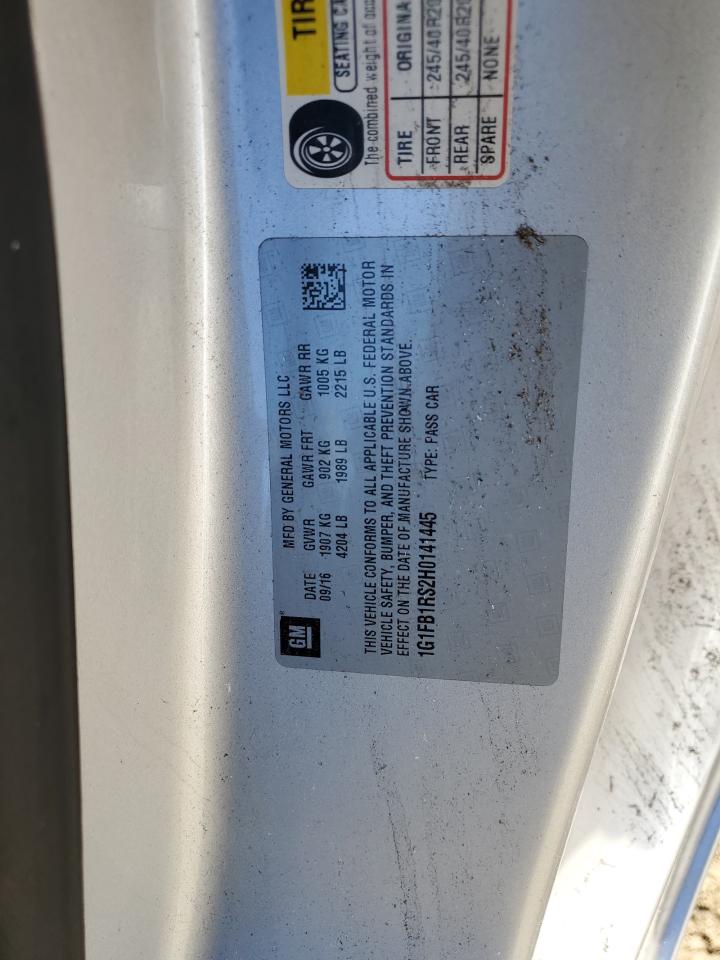 TIR
SEATING CA
The combined weight of
TIRE ORIGINA
FRONT 245/40R20
REAR 245/40R20
SPARE NONE
GM®
MFD BY GENERAL MOTORS LLC
DATE GVWR GAWR FRT GAWR RR
09/16 1907 KG 902 KG 1005 KG
4204 LB 1989 LB 2215 LB
THIS VEHICLE CONFORMS TO ALL APPLICABLE U.S. FEDERAL MOTOR
VEHICLE SAFETY, BUMPER, AND THEFT PREVENTION STANDARDS IN
EFFECT ON THE DATE OF MANUFACTURE SHOWN ABOVE.
1G1FB1RS2H0141445 TYPE: PASS CAR